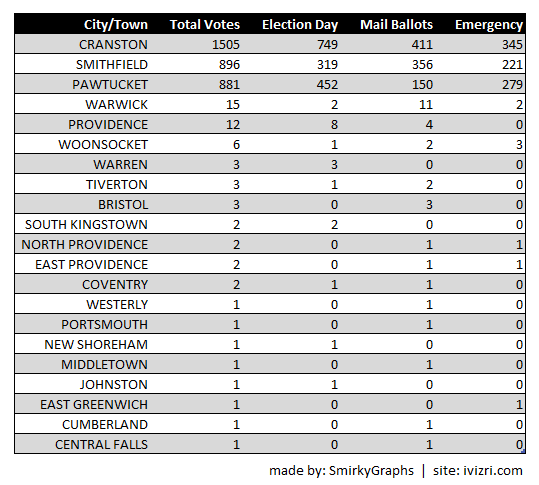 City/Town Total Votes Election Day Mail Ballots Emergency
CRANSTON 1505 749 411 345
SMITHFIELD 896 319 356 221
PAWTUCKET 881 452 150 279
WARWICK 15 2 11 2
PROVIDENCE 12 8 4 0
WOONSOCKET 6 1 2 3
WARREN 3 3 0 0
TIVERTON 3 1 2 0
BRISTOL 3 0 3 0
SOUTH KINGSTOWN 2 2 0 0
NORTH PROVIDENCE 2 0 1 1
EAST PROVIDENCE 2 0 1 1
COVENTRY 2 1 1 0
WESTERLY 1 0 1 0
PORTSMOUTH 1 0 1 0
NEW SHOREHAM 1 1 0 0
MIDDLETOWN 1 0 1 0
JOHNSTON 1 1 0 0
EAST GREENWICH 1 0 0 1
CUMBERLAND 1 0 1 0
CENTRAL FALLS 1 0 1 0
made by: SmirkyGraphs | site: ivizri.com